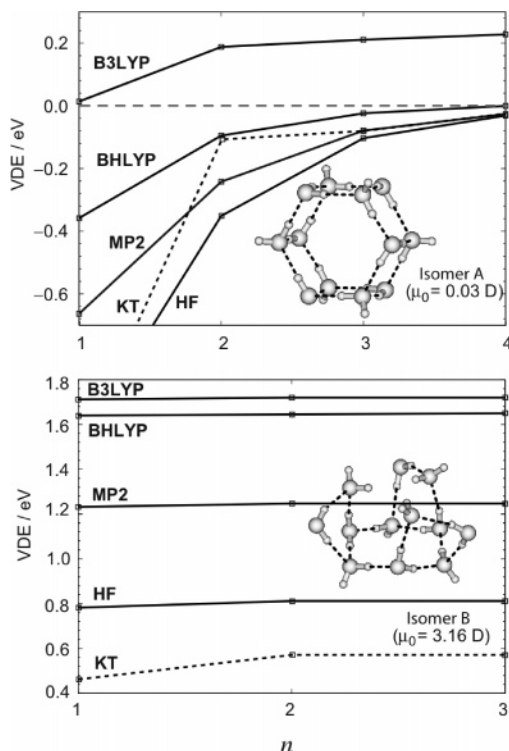 0.2
B3LYP
0.0
VDE / eV
BHLYP
−0.2
−0.4
MP2
Isomer A
(μ0 = 0.03 D)
−0.6
KT
HF
1
2
3
4
1.8
B3LYP
1.6
BHLYP
1.4
MP2
1.2
VDE / eV
1.0
HF
0.8
Isomer B
(μ0 = 3.16 D)
0.6
KT
0.4
1
2
3
n